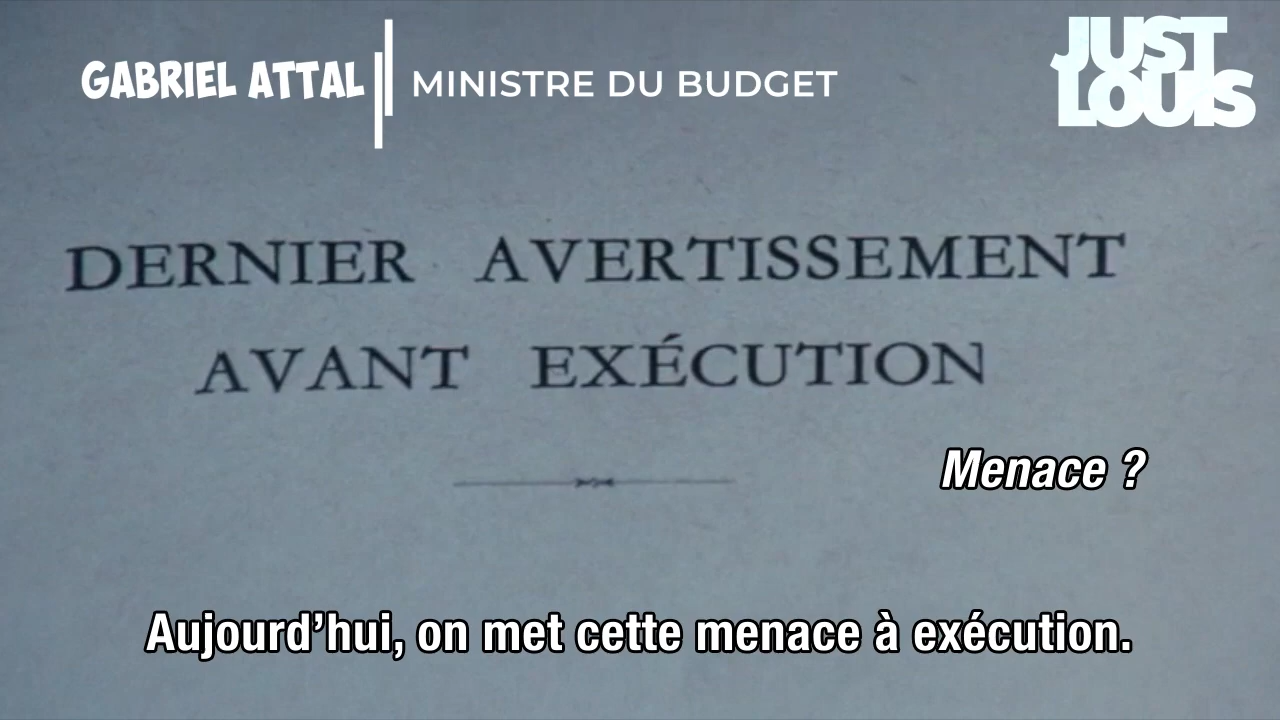 GABRIEL ATTAL MINISTRE DU BUDGET
JUST
LOUIS
DERNIER AVERTISSEMENT
AVANT EXÉCUTION
Menace ?
Aujourd’hui, on met cette menace à exécution.